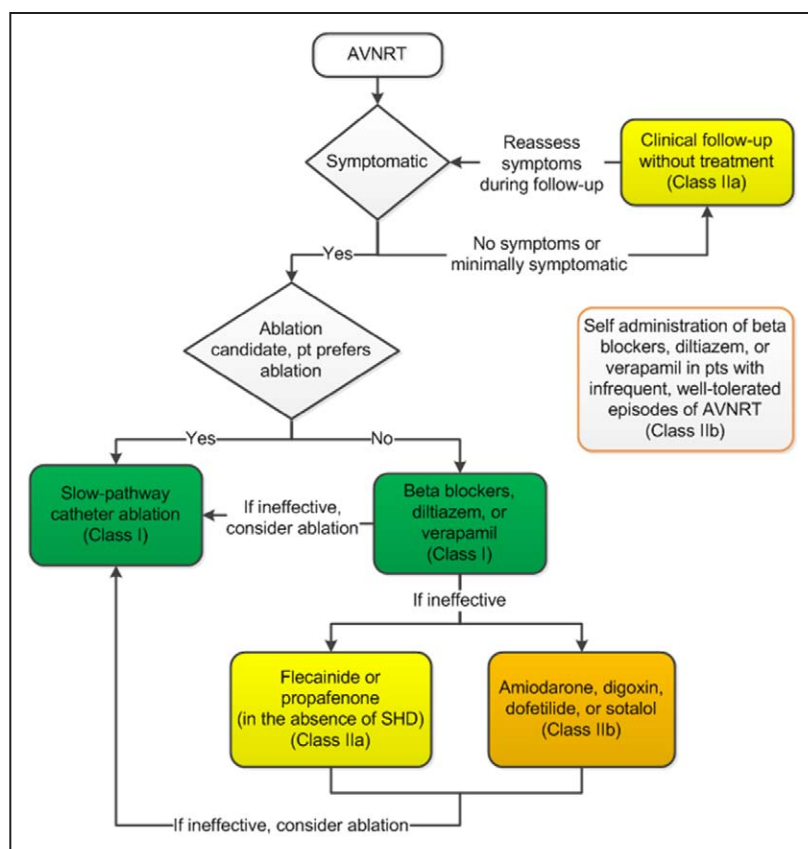 AVNRT
Symptomatic
Reassess
symptoms
during follow-up
Clinical follow-up
without treatment
(Class IIa)
Yes
No symptoms or
minimally symptomatic
Ablation
candidate, pt prefers
ablation
Self administration of beta
blockers, diltiazem, or
verapamil in pts with
infrequent, well-tolerated
episodes of AVNRT
(Class IIb)
Yes
No
Slow-pathway
catheter ablation
(Class I)
If ineffective,
consider ablation
Beta blockers,
diltiazem, or
verapamil
(Class I)
If ineffective
Flecainide or
propafenone
(in the absence of SHD)
(Class IIa)
Amiodarone, digoxin,
dofetilide, or sotalol
(Class IIb)
If ineffective, consider ablation